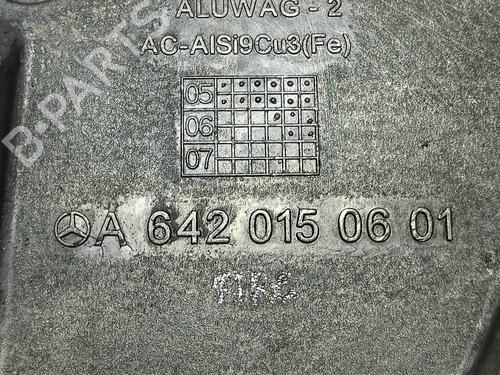 ALUWAG - 2
AC-AlSi9Cu3(Fe)
05
06
07
A 642 015 06 01
B-PARTS